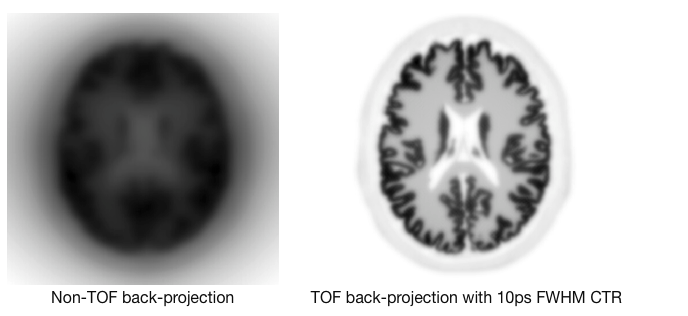 Non-TOF back-projection
TOF back-projection with 10ps FWHM CTR